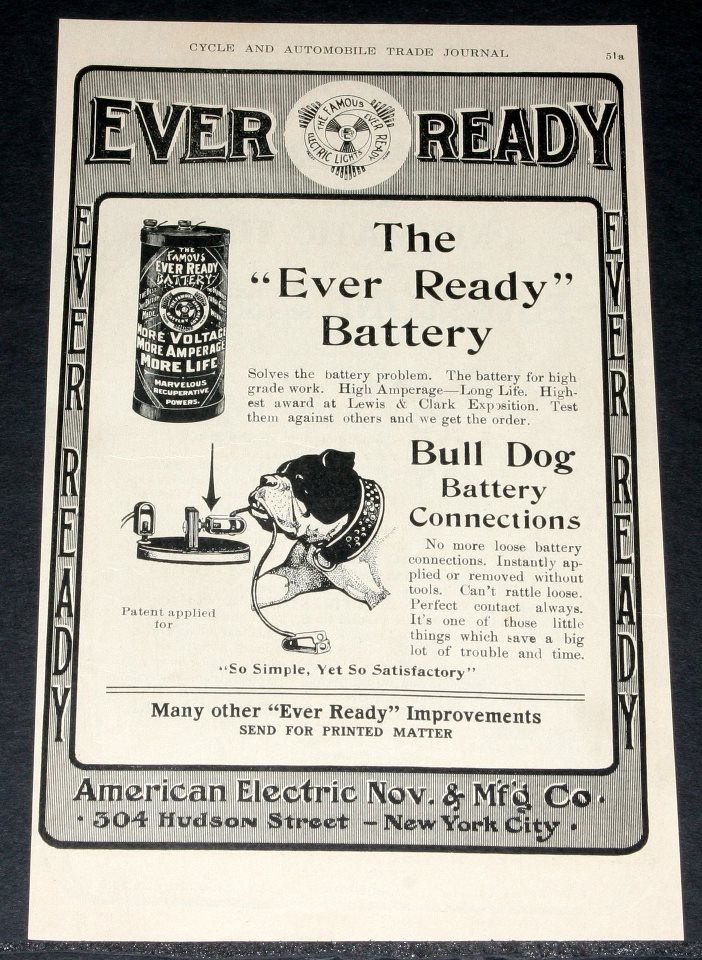 CYCLE AND AUTOMOBILE TRADE JOURNAL
51a
EVER READY
THE FAMOUS EVER READY
ELECTRIC LIGHTS
EVER READY
EVER READY
THE
FAMOUS
EVER READY
BATTERY
MORE VOLTAGE
MORE AMPERAGE
MORE LIFE
MARVELOUS
RECUPERATIVE
POWERS.
The
“Ever Ready”
Battery
Solves the battery problem. The battery for high
grade work. High Amperage—Long Life. High-
est award at Lewis & Clark Exposition. Test
them against others and we get the order.
Bull Dog
Battery
Connections
No more loose battery
connections. Instantly ap-
plied or removed without
tools. Can't rattle loose.
Perfect contact always.
It's one of those little
things which save a big
lot of trouble and time.
Patent applied
for
“So Simple, Yet So Satisfactory”
Many other “Ever Ready” Improvements
SEND FOR PRINTED MATTER
American Electric Nov. & Mf'g Co.
· 304 Hudson Street – New York City ·